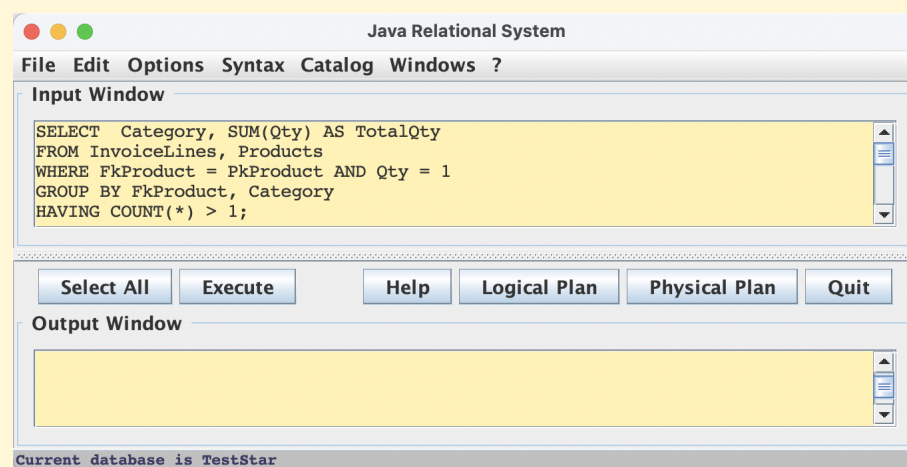 Java Relational System
File Edit Options Syntax Catalog Windows ?
Input Window
SELECT  Category, SUM(Qty) AS TotalQty
FROM InvoiceLines, Products
WHERE FkProduct = PkProduct AND Qty = 1
GROUP BY FkProduct, Category
HAVING COUNT(*) > 1;
Select All Execute Help Logical Plan Physical Plan Quit
Output Window
Current database is TestStar